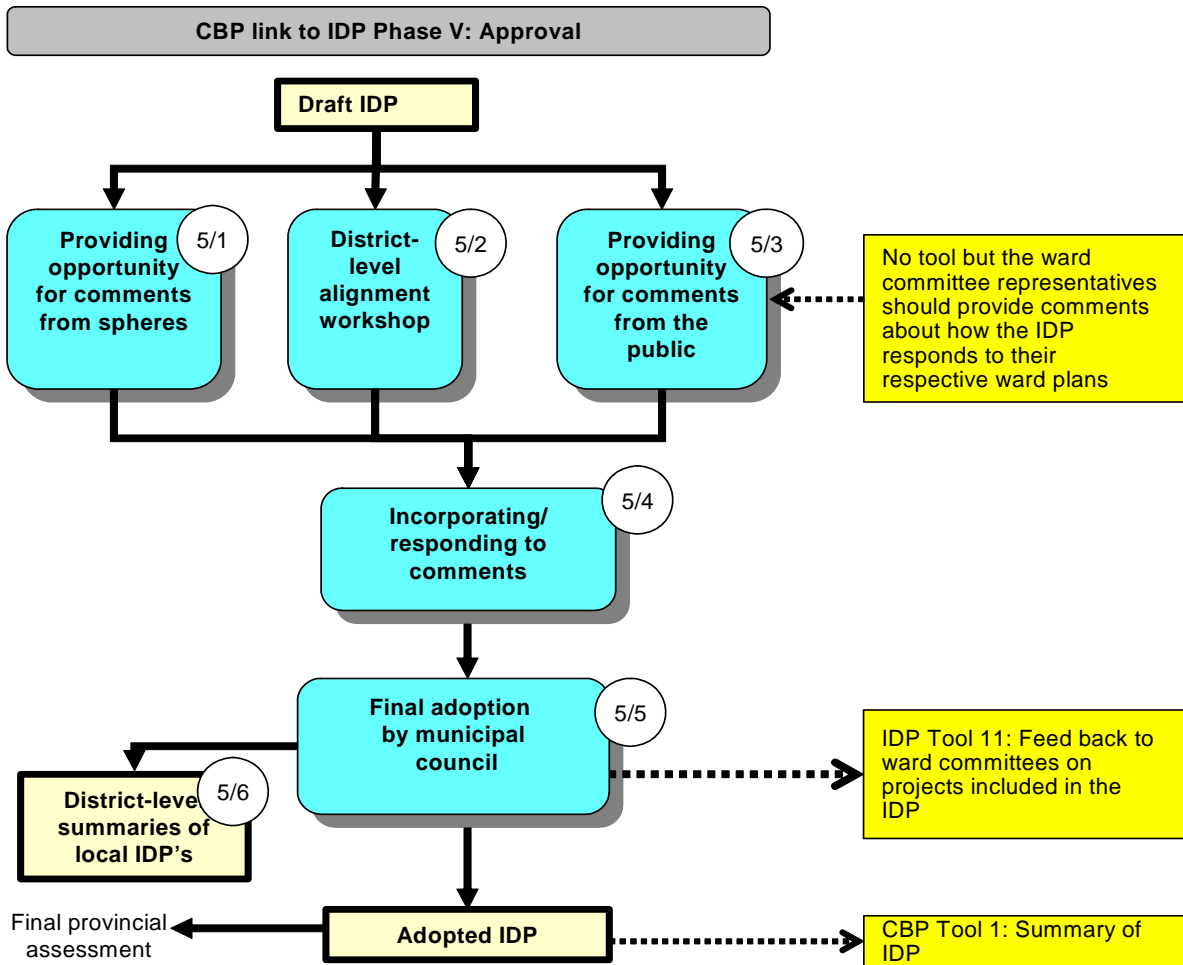 CBP link to IDP Phase V: Approval
Draft IDP
Providing
opportunity
for comments
from spheres
5/1
District-
level
alignment
workshop
5/2
Providing
opportunity
for comments
from the
public
5/3
No tool but the ward
committee representatives
should provide comments
about how the IDP
responds to their
respective ward plans
Incorporating/
responding to
comments
5/4
Final adoption
by municipal
council
5/5
IDP Tool 11: Feed back to
ward committees on
projects included in the
IDP
District-level
summaries of
local IDP's
5/6
Final provincial
assessment
Adopted IDP
CBP Tool 1: Summary of
IDP